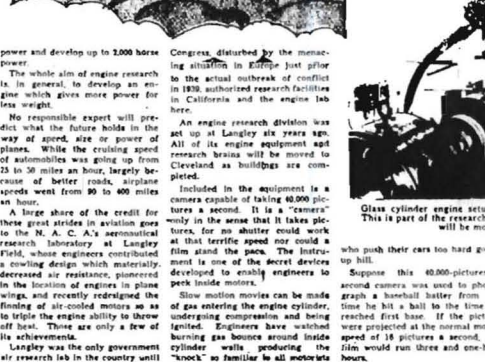 power and develop up to 2,000 horse
power.
The whole aim of engine research
is, in general, to develop an en-
gine which gives more power for
less weight.
No responsible expert will pre-
dict what the future holds in the
way of speed, size or power of
planes. While the cruising speed
of automobiles was going up from
25 to 50 miles an hour, largely be-
cause of better roads, airplane
speeds went from 90 to 400 miles
an hour.
A large share of the credit for
these great strides in aviation goes
to the N. A. C. A.'s aeronautical
research laboratory at Langley
Field, whose engineers contributed
a cowling design which materially
decreased air resistance, pioneered
in the location of engines in plane
wings, and recently redesigned the
finning of air-cooled motors so as
to triple the engine ability to throw
off heat. Those are only a few of
its achievements.
Langley was the only government
air research lab in the country until
Congress, disturbed by the menac-
ing situation in Europe just prior
to the actual outbreak of conflict
in 1939, authorized research facilities
in California and the engine lab
here.
An engine research division was
set up at Langley six years ago.
All of its engine equipment and
research brains will be moved to
Cleveland as buildings are com-
pleted.
Included in the equipment is a
camera capable of taking 40,000 pic-
tures a second. It is a "camera"
only in the sense that it takes pic-
tures, for no shutter could work
at that terrific speed nor could a
film stand the pace. The instru-
ment is one of the secret devices
developed to enable engineers to
peek inside motors.
Slow motion movies can be made
of gas entering the engine cylinder,
undergoing compression and being
ignited. Engineers have watched
burning gas bounce around inside
cylinder walls producing the
"knock" so familiar to all motorists
Glass cylinder engine setu
This is part of the research
will be mo
who push their cars too hard go
up hill.
Suppose this 40,000-pictures
second camera was used to pho
graph a baseball batter from
time he hit a ball to the time
reached first base. If the pict
were projected at the normal mo
speed of 16 pictures a second,
film would run three and one-h
hours.